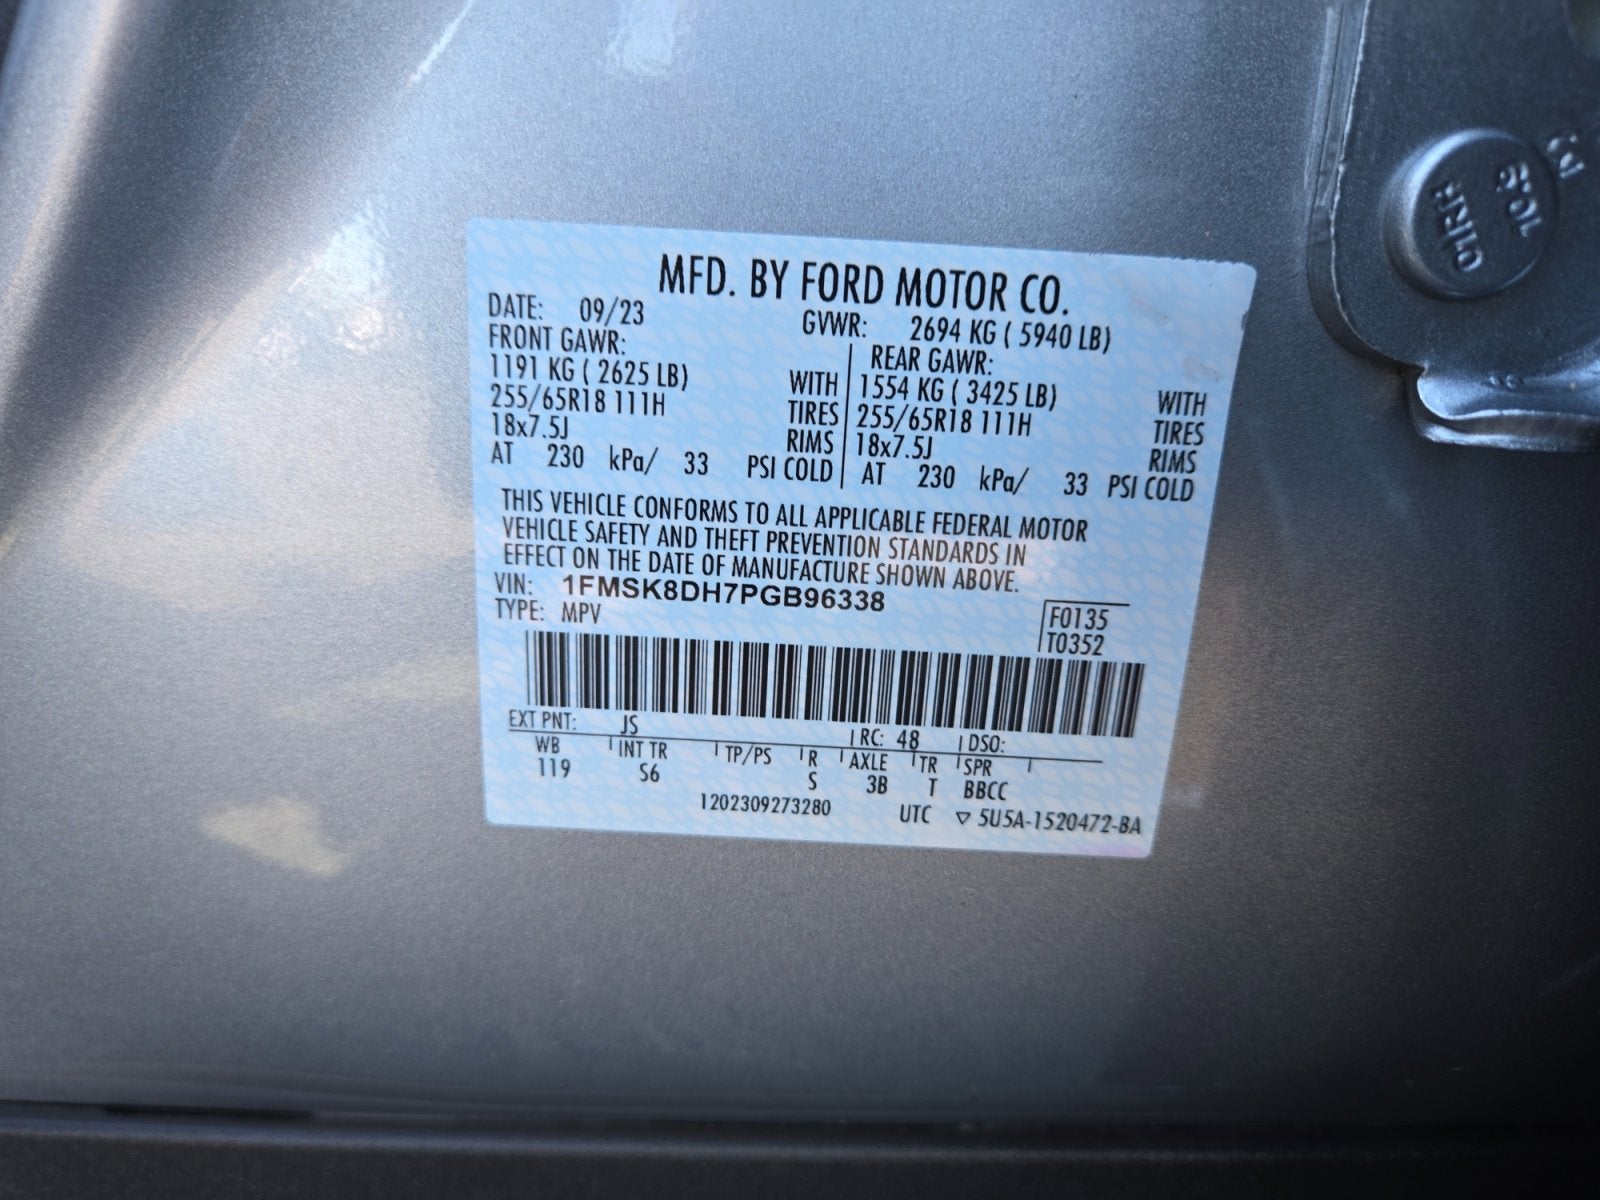 MFD. BY FORD MOTOR CO.
DATE: 09/23 GVWR: 2694 KG ( 5940 LB)
FRONT GAWR: REAR GAWR:
1191 KG ( 2625 LB) WITH 1554 KG ( 3425 LB) WITH
255/65R18 111H TIRES 255/65R18 111H TIRES
18x7.5J RIMS 18x7.5J RIMS
AT 230 kPa/ 33 PSI COLD AT 230 kPa/ 33 PSI COLD
THIS VEHICLE CONFORMS TO ALL APPLICABLE FEDERAL MOTOR
VEHICLE SAFETY AND THEFT PREVENTION STANDARDS IN
EFFECT ON THE DATE OF MANUFACTURE SHOWN ABOVE.
VIN: 1FMSK8DH7PGB96338
TYPE: MPV
F0135
T0352
EXT PNT: JS RC: 48 DSO:
WB INT TR TP/PS R AXLE TR SPR
119 S6 S 3B T BBCC
1202309273280 UTC ▽ 5U5A-1520472-BA
10.9